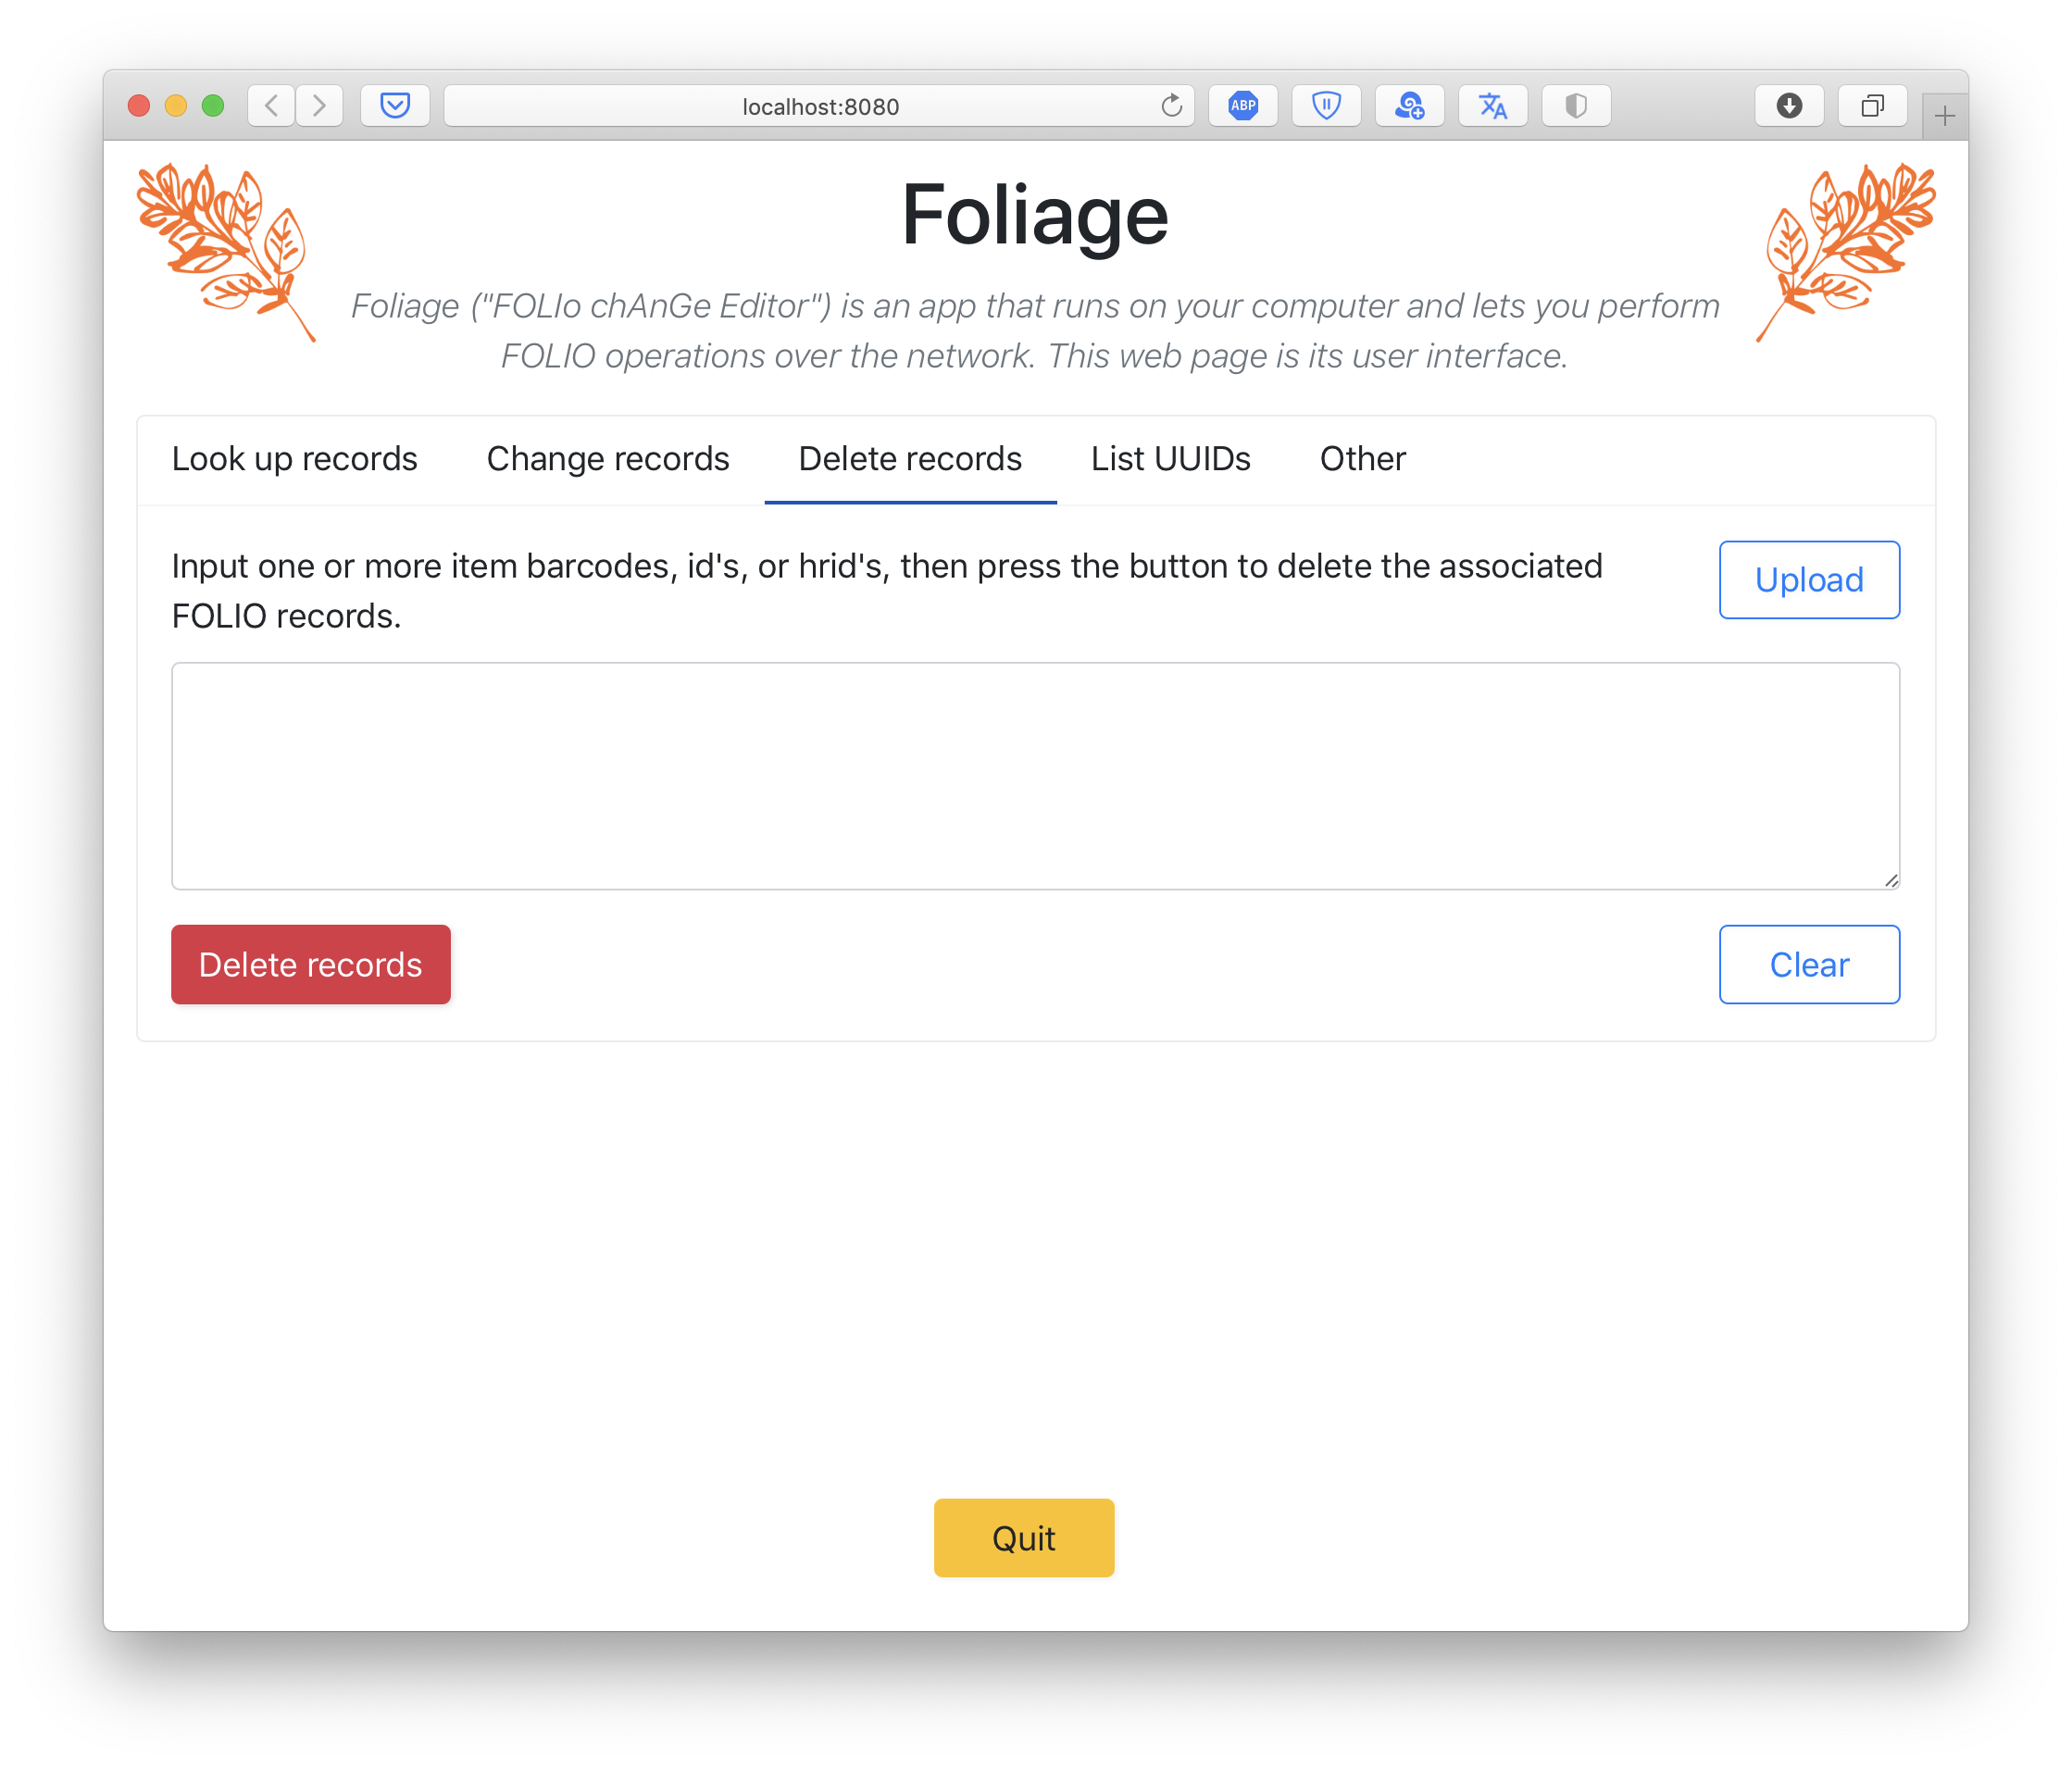 localhost:8080
ABP
Foliage
Foliage ("FOLIo chAnGe Editor") is an app that runs on your computer and lets you perform
FOLIO operations over the network. This web page is its user interface.
Look up records Change records Delete records List UUIDs Other
Input one or more item barcodes, id's, or hrid's, then press the button to delete the associated
FOLIO records.
Upload
Delete records
Clear
Quit